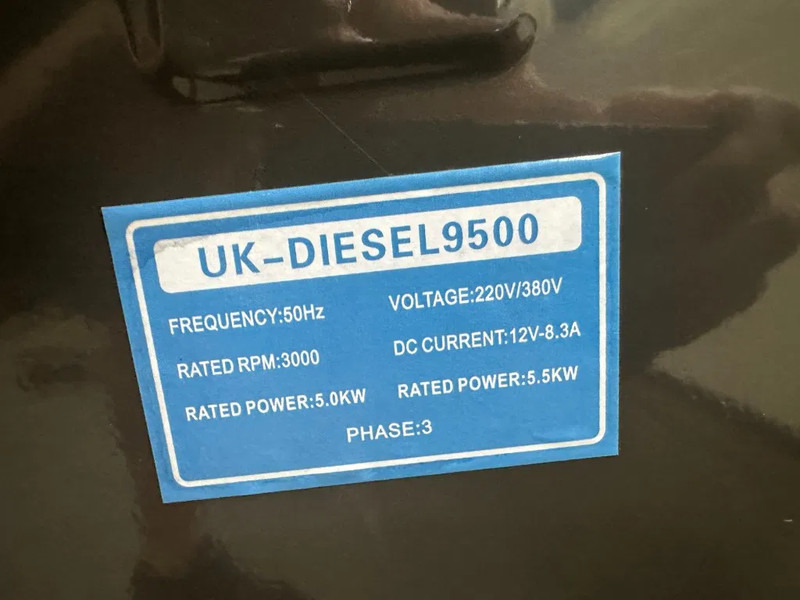 UK-DIESEL9500
FREQUENCY:50Hz VOLTAGE:220V/380V
RATED RPM:3000 DC CURRENT:12V-8.3A
RATED POWER:5.0KW RATED POWER:5.5KW
PHASE:3